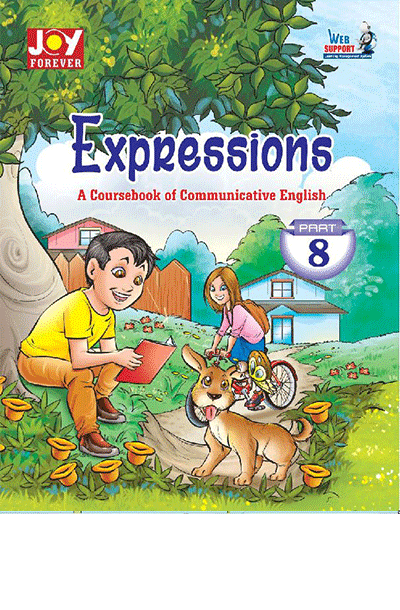 JOY
FOREVER
WEB
SUPPORT
Expressions
A Coursebook of Communicative English
PART
8